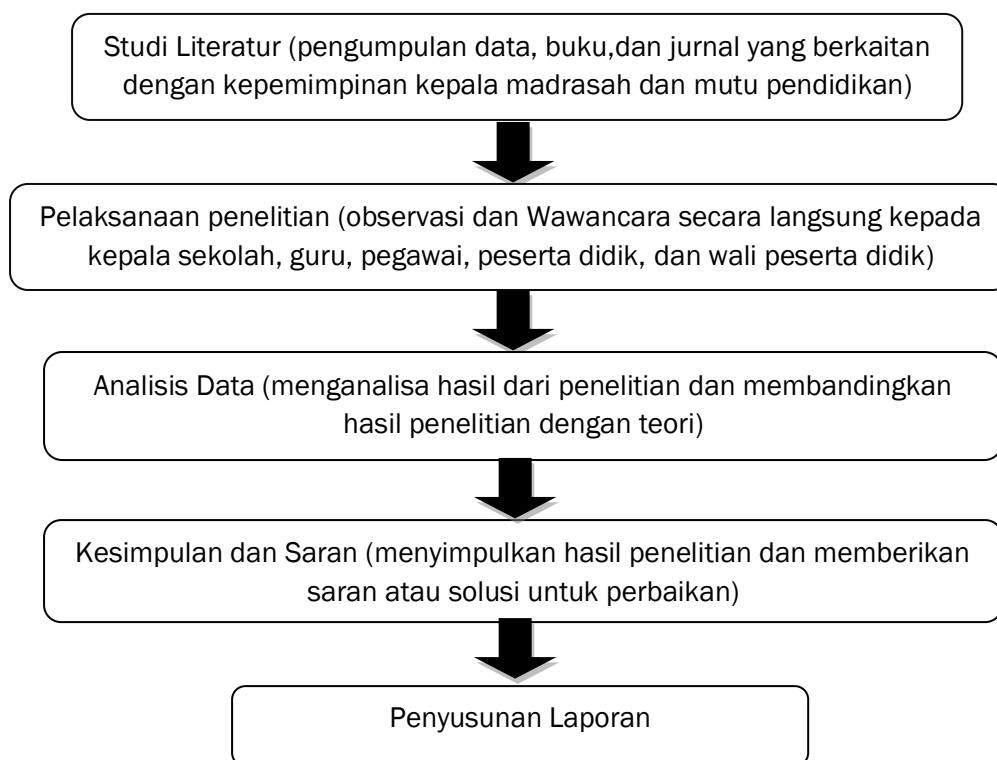 Studi Literatur (pengumpulan data, buku,dan jurnal yang berkaitan
dengan kepemimpinan kepala madrasah dan mutu pendidikan)
Pelaksanaan penelitian (observasi dan Wawancara secara langsung kepada
kepala sekolah, guru, pegawai, peserta didik, dan wali peserta didik)
Analisis Data (menganalisa hasil dari penelitian dan membandingkan
hasil penelitian dengan teori)
Kesimpulan dan Saran (menyimpulkan hasil penelitian dan memberikan
saran atau solusi untuk perbaikan)
Penyusunan Laporan